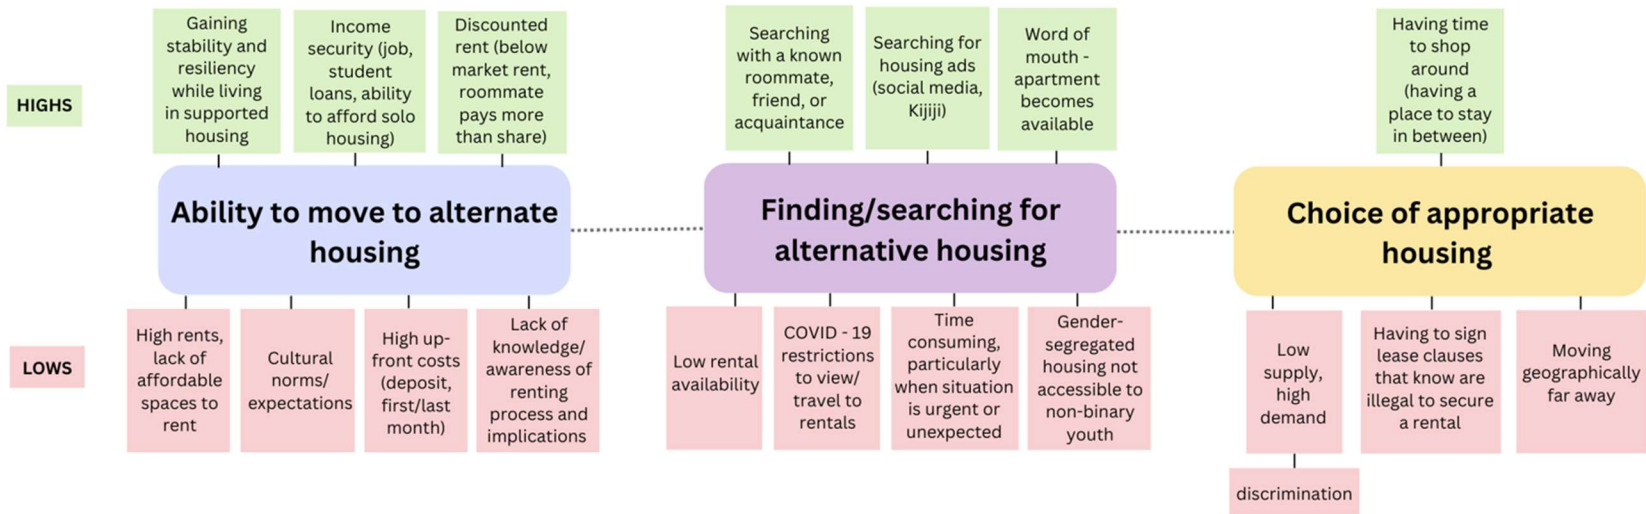 HIGHS
Gaining
stability and
resiliency
while living
in supported
housing
Income
security (job,
student
loans, ability
to afford solo
housing)
Discounted
rent (below
market rent,
roommate
pays more
than share)
Searching
with a known
roommate,
friend, or
acquaintance
Searching for
housing ads
(social media,
Kijiji)
Word of
mouth -
apartment
becomes
available
Having time
to shop
around
(having a
place to stay
in between)
Ability to move to alternate
housing
Finding/searching for
alternative housing
Choice of appropriate
housing
LOWS
High rents,
lack of
affordable
spaces to
rent
Cultural
norms/
expectations
High up-
front costs
(deposit,
first/last
month)
Lack of
knowledge/
awareness of
renting
process and
implications
Low rental
availability
COVID - 19
restrictions
to view/
travel to
rentals
Time
consuming,
particularly
when situation
is urgent or
unexpected
Gender-
segregated
housing not
accessible to
non-binary
youth
Low
supply,
high
demand
discrimination
Having to sign
lease clauses
that know are
illegal to secure
a rental
Moving
geographically
far away